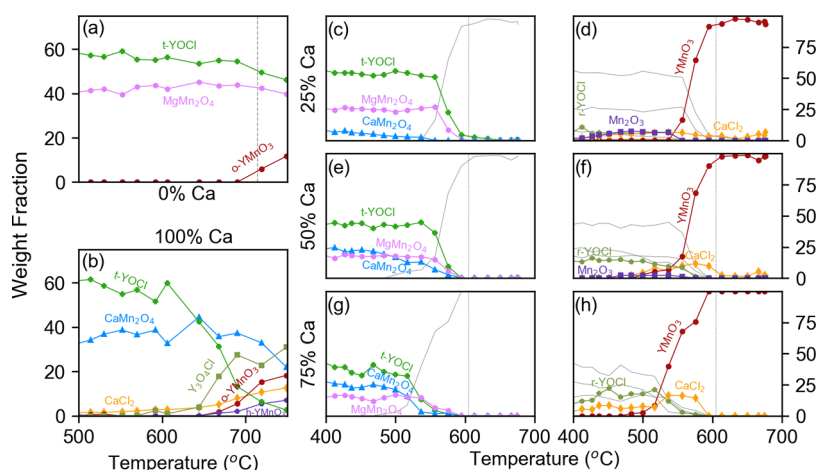 (a)
t-YOCl
MgMn₂O₄
o-YMnO₃
60
40
20
0
0% Ca
Weight Fraction
100% Ca
(b)
t-YOCl
CaMn₂O₄
Y₃O₄Cl
o-YMnO₃
CaCl₂
h-YMnO₃
60
40
20
0
500 600 700
Temperature (°C)
25% Ca
(c)
t-YOCl
MgMn₂O₄
CaMn₂O₄
(d)
r-YOCl
YMnO₃
Mn₂O₃
CaCl₂
75
50
25
0
50% Ca
(e)
t-YOCl
MgMn₂O₄
CaMn₂O₄
(f)
YMnO₃
r-YOCl
CaCl₂
Mn₂O₃
75
50
25
0
75% Ca
(g)
t-YOCl
CaMn₂O₄
MgMn₂O₄
400 500 600 700
(h)
YMnO₃
r-YOCl
CaCl₂
75
50
25
0
400 500 600 700
Temperature (°C)